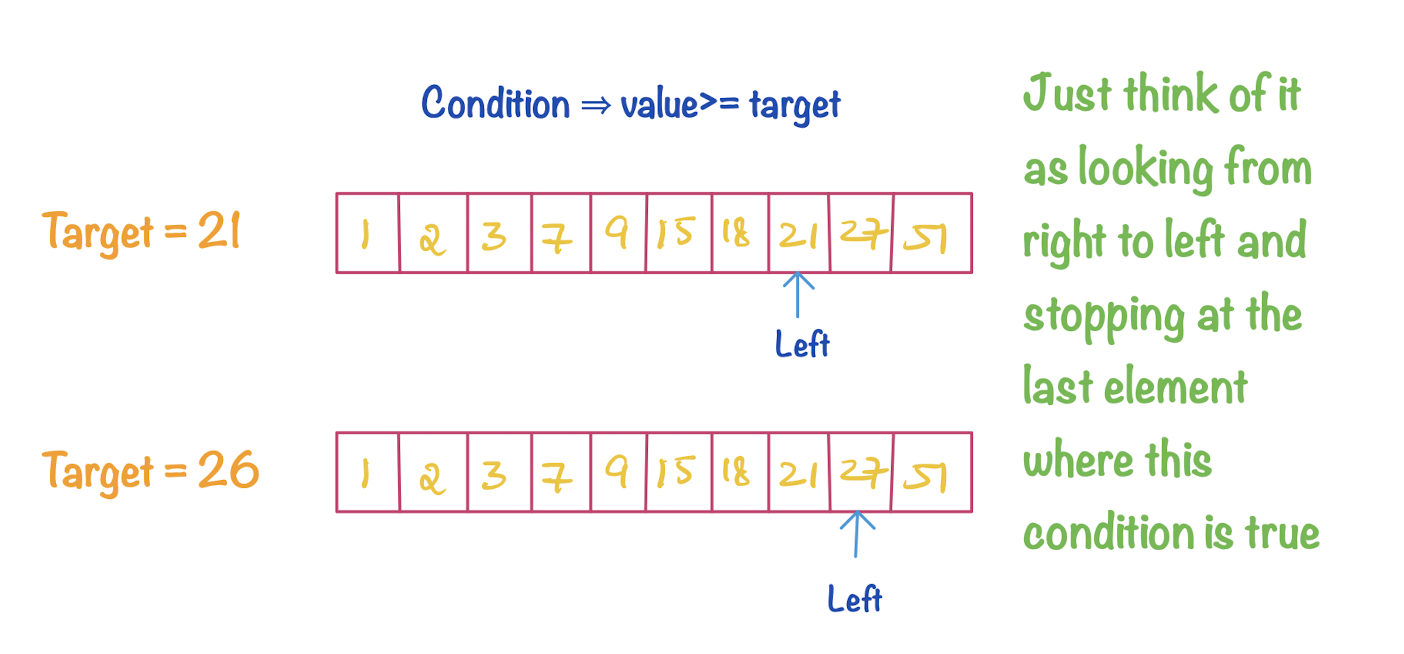 Condition ⇒ value>= target
Target = 21
1 2 3 7 9 15 18 21 27 51
Left
Target = 26
1 2 3 7 9 15 18 21 27 51
Left
Just think of it
as looking from
right to left and
stopping at the
last element
where this
condition is true